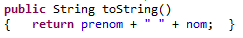 public String toString()
{   return prenom + " " + nom;  }